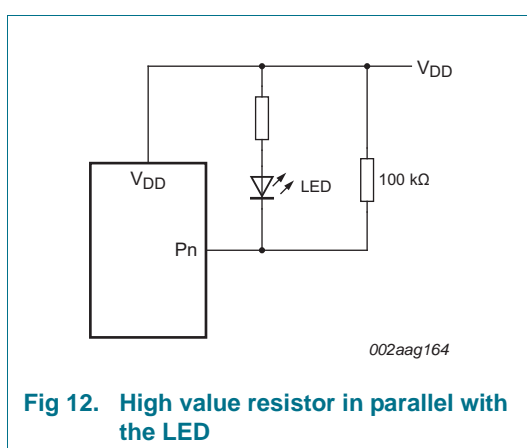 VDD
VDD
LED
100 kΩ
Pn
002aag164
Fig 12. High value resistor in parallel with
the LED